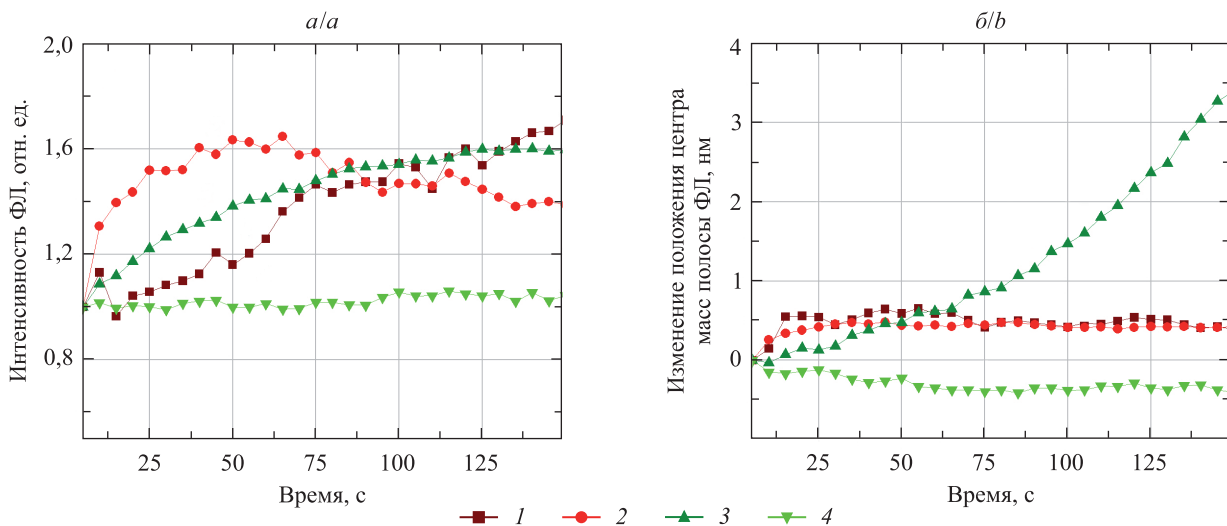 а/a
2,0
1,6
1,2
0,8
Интенсивность ФЛ, отн. ед.
25 50 75 100 125
Время, с
б/b
4
3
2
1
0
Изменение положения центра
масс полосы ФЛ, нм
25 50 75 100 125
Время, с
1 2 3 4